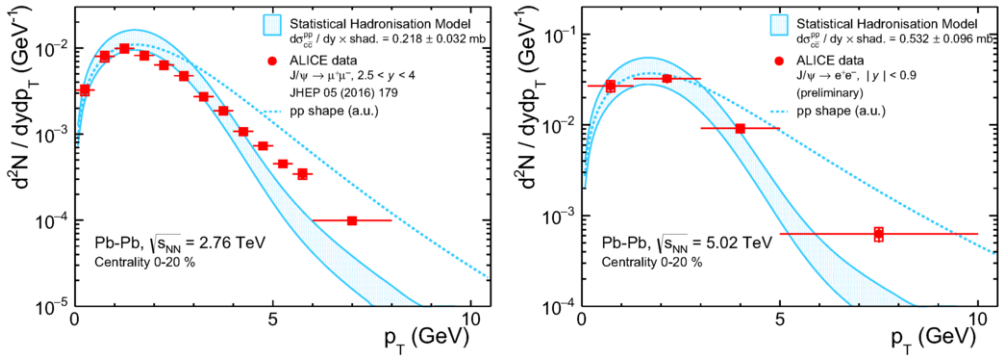 d²N / dydp_T (GeV⁻¹)
10⁻²
10⁻³
10⁻⁴
10⁻⁵
Statistical Hadronisation Model
dσ^pp_cc̄ / dy × shad. = 0.218 ± 0.032 mb
ALICE data
J/ψ → μ⁺μ⁻, 2.5 < y < 4
JHEP 05 (2016) 179
pp shape (a.u.)
Pb-Pb, √s_NN = 2.76 TeV
Centrality 0-20 %
0 5 10
p_T (GeV)
d²N / dydp_T (GeV⁻¹)
10⁻¹
10⁻²
10⁻³
10⁻⁴
Statistical Hadronisation Model
dσ^pp_cc̄ / dy × shad. = 0.532 ± 0.096 mb
ALICE data
J/ψ → e⁺e⁻, | y | < 0.9
(preliminary)
pp shape (a.u.)
Pb-Pb, √s_NN = 5.02 TeV
Centrality 0-20 %
0 5 10
p_T (GeV)